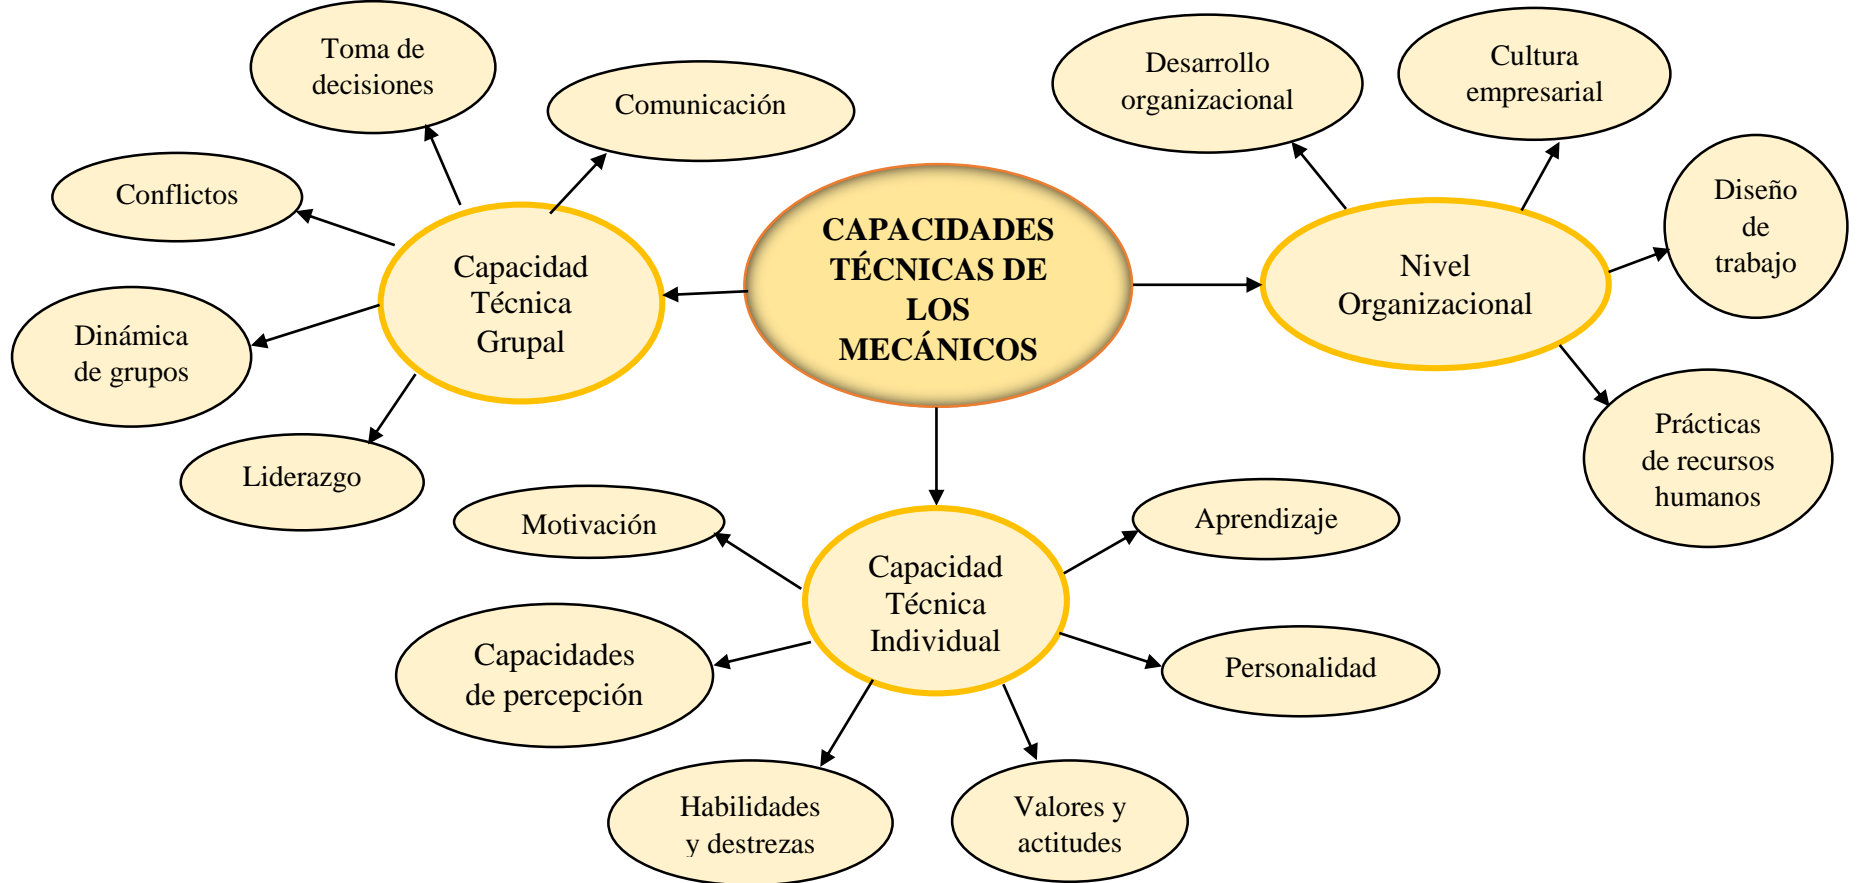 Toma de
decisiones
Comunicación
Conflictos
Dinámica
de grupos
Liderazgo
Capacidad
Técnica
Grupal
CAPACIDADES
TÉCNICAS DE
LOS
MECÁNICOS
Desarrollo
organizacional
Cultura
empresarial
Diseño
de
trabajo
Nivel
Organizacional
Prácticas
de recursos
humanos
Motivación
Aprendizaje
Capacidad
Técnica
Individual
Capacidades
de percepción
Personalidad
Habilidades
y destrezas
Valores y
actitudes